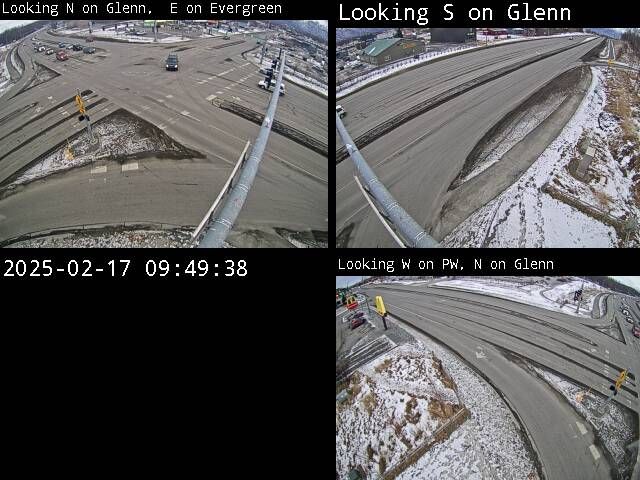 Looking N on Glenn,  E on Evergreen
Looking S on Glenn
2025-02-17 09:49:38
Looking W on PW, N on Glenn